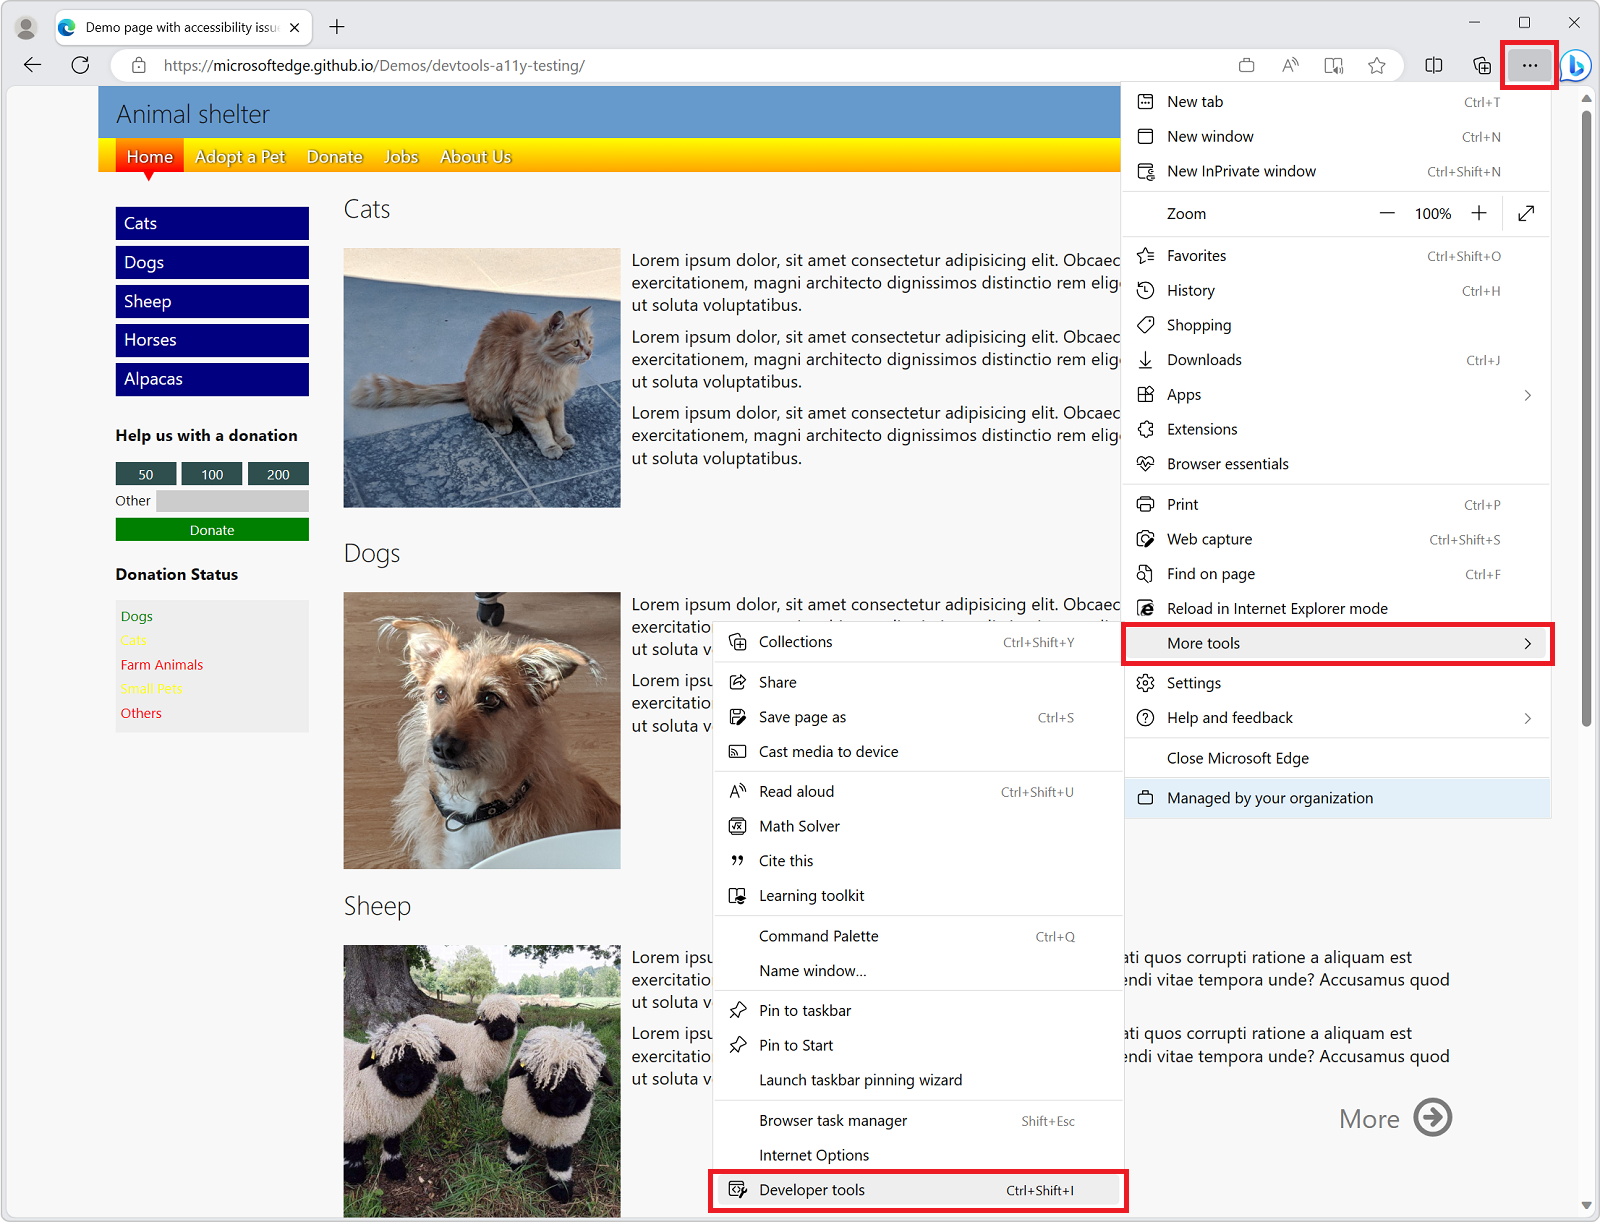 Demo page with accessibility issu
https://microsoftedge.github.io/Demos/devtools-a11y-testing/
Animal shelter
Home Adopt a Pet Donate Jobs About Us
Cats
Dogs
Sheep
Horses
Alpacas
Help us with a donation
50 100 200
Other
Donate
Donation Status
Dogs
Cats
Farm Animals
Small Pets
Others
Cats
Lorem ipsum dolor, sit amet consectetur adipisicing elit. Obcaec
exercitationem, magni architecto dignissimos distinctio rem elig
ut soluta voluptatibus.
Lorem ipsum dolor, sit amet consectetur adipisicing elit. Obcaec
exercitationem, magni architecto dignissimos distinctio rem elig
ut soluta voluptatibus.
Lorem ipsum dolor, sit amet consectetur adipisicing elit. Obcaec
exercitationem, magni architecto dignissimos distinctio rem elig
ut soluta voluptatibus.
Dogs
Lorem ipsum dolor, sit amet consectetur adipisicing elit. Obcaec
exercitatio
ut soluta v
Lorem ipsu
exercitatio
ut soluta v
Sheep
Lorem ipsu ati quos corrupti ratione a aliquam est
exercitatio endi vitae tempora unde? Accusamus quod
ut soluta v
Lorem ipsu ati quos corrupti ratione a aliquam est
exercitatio endi vitae tempora unde? Accusamus quod
ut soluta v
More
New tab Ctrl+T
New window Ctrl+N
New InPrivate window Ctrl+Shift+N
Zoom 100%
Favorites Ctrl+Shift+O
History Ctrl+H
Shopping
Downloads Ctrl+J
Apps
Extensions
Browser essentials
Print Ctrl+P
Web capture Ctrl+Shift+S
Find on page Ctrl+F
Reload in Internet Explorer mode
More tools
Settings
Help and feedback
Close Microsoft Edge
Managed by your organization
Collections Ctrl+Shift+Y
Share
Save page as Ctrl+S
Cast media to device
Read aloud Ctrl+Shift+U
Math Solver
Cite this
Learning toolkit
Command Palette Ctrl+Q
Name window...
Pin to taskbar
Pin to Start
Launch taskbar pinning wizard
Browser task manager Shift+Esc
Internet Options
Developer tools Ctrl+Shift+I